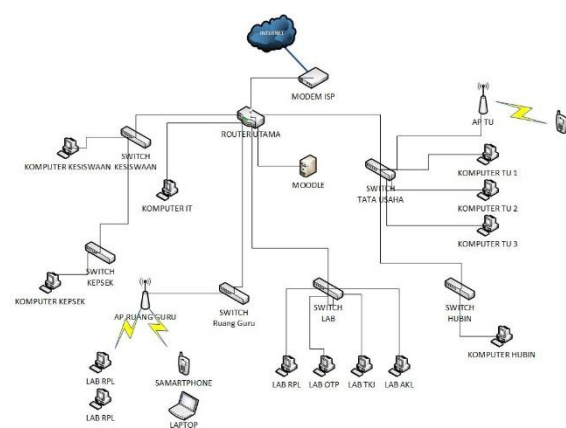 INTERNET
MODEM ISP
ROUTER UTAMA
AP TU
SWITCH
KESISWAAN
KOMPUTER KESISWAAN
KOMPUTER IT
MOODLE
SWITCH
TATA USAHA
KOMPUTER TU 1
KOMPUTER TU 2
KOMPUTER TU 3
SWITCH
KEPSEK
KOMPUTER KEPSEK
AP RUANG GURU
SWITCH
Ruang Guru
SWITCH
LAB
SWITCH
HUBIN
KOMPUTER HUBIN
LAB RPL
SAMARTPHONE
LAB RPL
LAPTOP
LAB RPL
LAB OTP
LAB TKJ
LAB AKL